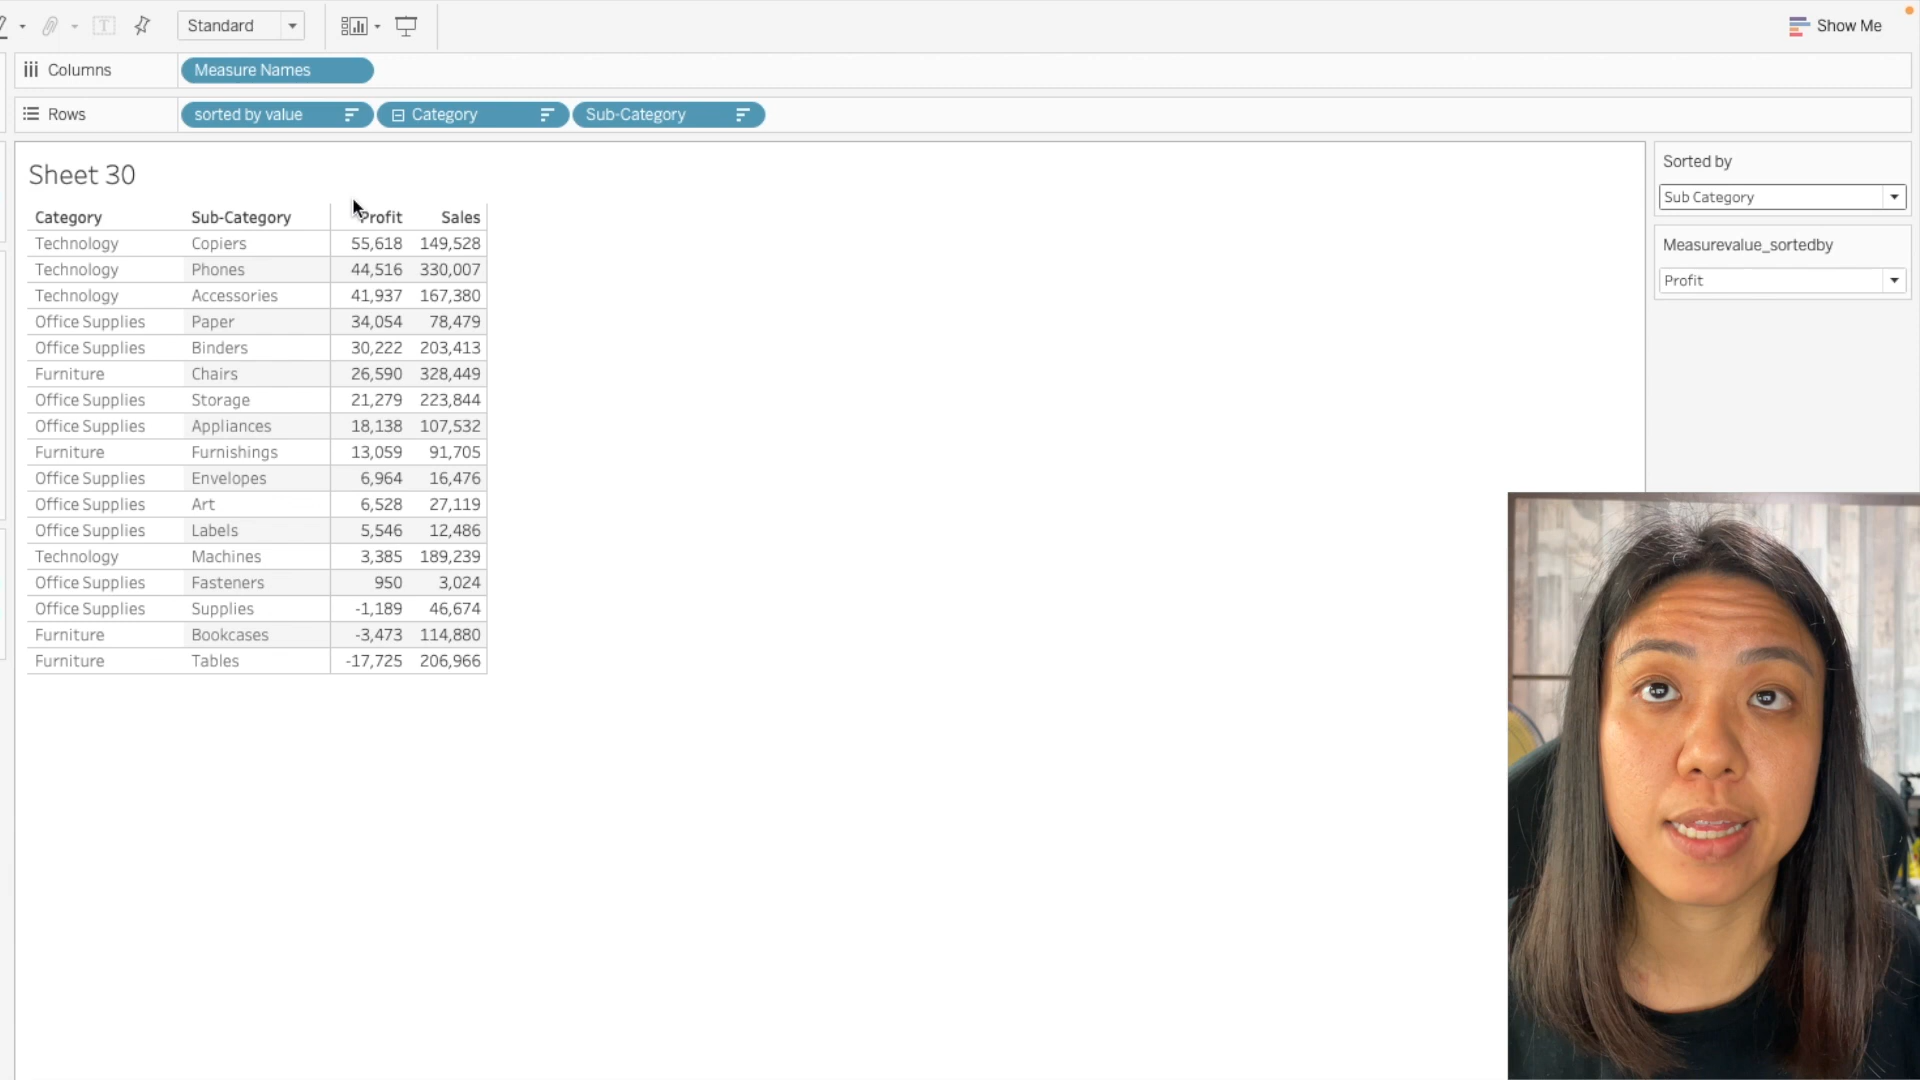 Standard
Show Me
Columns
Measure Names
Rows
sorted by value
Category
Sub-Category
Sheet 30
Sorted by
Sub Category
Measurevalue_sortedby
Profit
Category Sub-Category Profit Sales
Technology Copiers 55,618 149,528
Technology Phones 44,516 330,007
Technology Accessories 41,937 167,380
Office Supplies Paper 34,054 78,479
Office Supplies Binders 30,222 203,413
Furniture Chairs 26,590 328,449
Office Supplies Storage 21,279 223,844
Office Supplies Appliances 18,138 107,532
Furniture Furnishings 13,059 91,705
Office Supplies Envelopes 6,964 16,476
Office Supplies Art 6,528 27,119
Office Supplies Labels 5,546 12,486
Technology Machines 3,385 189,239
Office Supplies Fasteners 950 3,024
Office Supplies Supplies -1,189 46,674
Furniture Bookcases -3,473 114,880
Furniture Tables -17,725 206,966